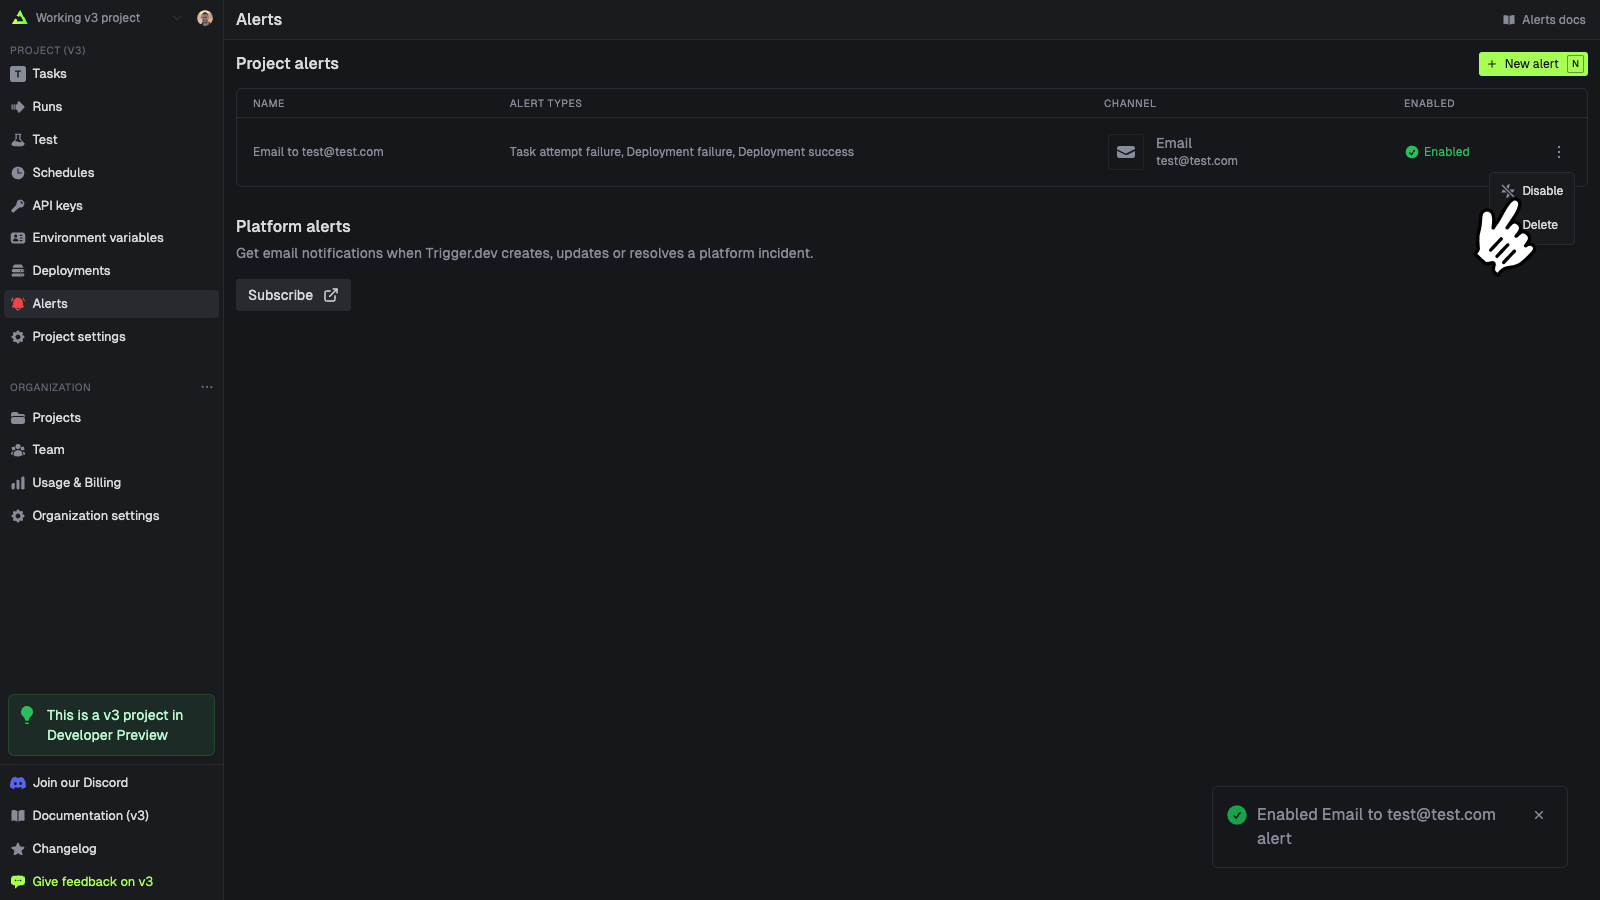 Working v3 project
PROJECT (V3)
T
Tasks
Runs
Test
Schedules
API keys
Environment variables
Deployments
Alerts
Project settings
ORGANIZATION
Projects
Team
Usage & Billing
Organization settings
This is a v3 project in
Developer Preview
Join our Discord
Documentation (v3)
Changelog
Give feedback on v3
Alerts
Alerts docs
Project alerts
New alert N
NAME ALERT TYPES CHANNEL ENABLED
Email to test@test.com Task attempt failure, Deployment failure, Deployment success
Email
test@test.com
Enabled
Disable
Delete
Platform alerts
Get email notifications when Trigger.dev creates, updates or resolves a platform incident.
Subscribe
Enabled Email to test@test.com
alert